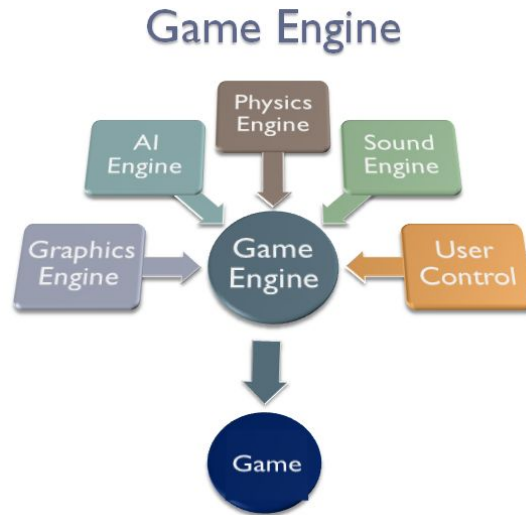 Game Engine
Physics
Engine
AI
Engine
Sound
Engine
Graphics
Engine
Game
Engine
User
Control
Game